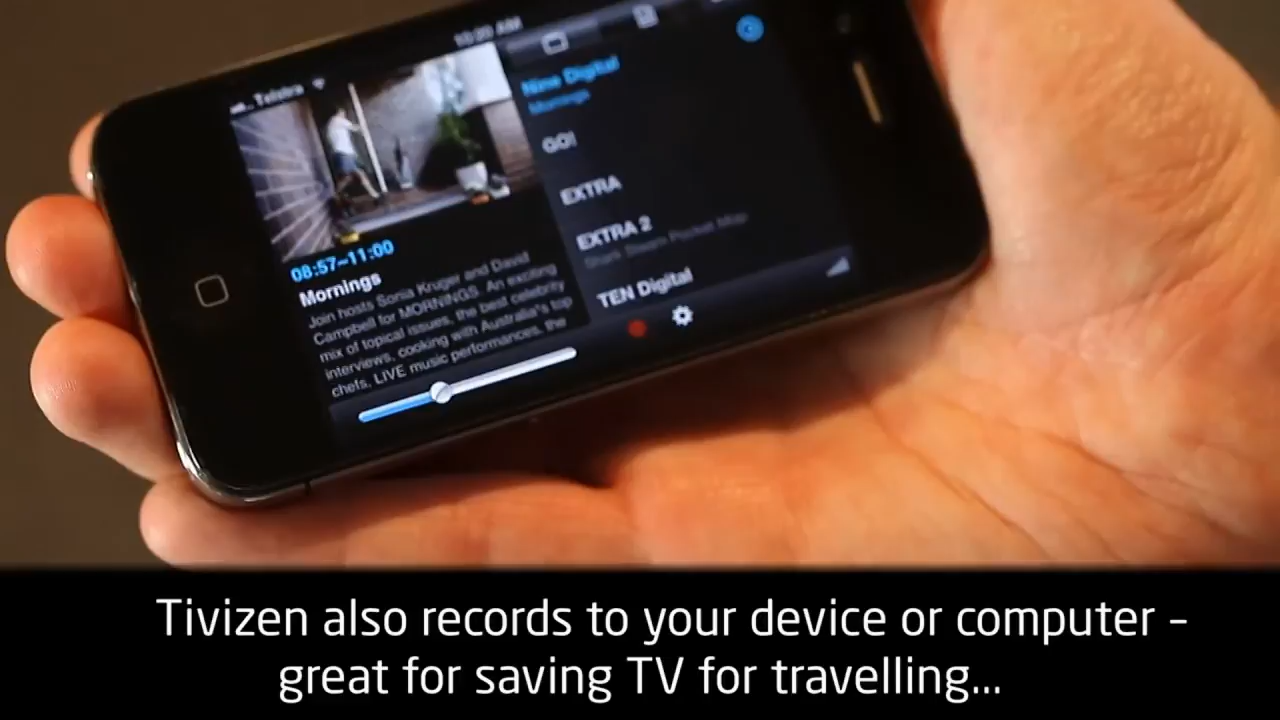 Telstra
10:20 AM
Nine Digital
Mornings
GO!
EXTRA
EXTRA 2
TEN Digital
08:57–11:00
Mornings
Join hosts Sonia Kruger and David
Campbell for MORNINGS. An exciting
mix of topical issues, the best celebrity
interviews, cooking with Australia's top
chefs, LIVE music performances, the
Tivizen also records to your device or computer –
great for saving TV for travelling...